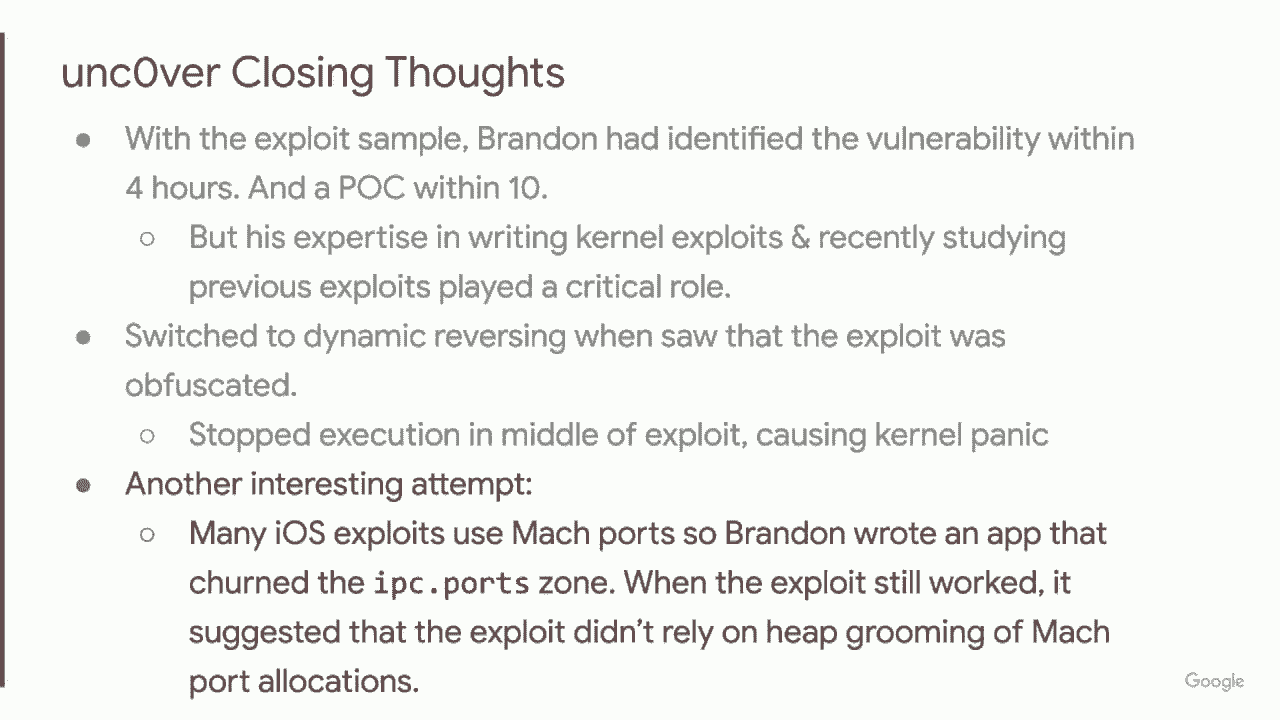 unc0ver Closing Thoughts
● With the exploit sample, Brandon had identified the vulnerability within
4 hours. And a POC within 10.
○ But his expertise in writing kernel exploits & recently studying
previous exploits played a critical role.
● Switched to dynamic reversing when saw that the exploit was
obfuscated.
○ Stopped execution in middle of exploit, causing kernel panic
● Another interesting attempt:
○ Many iOS exploits use Mach ports so Brandon wrote an app that
churned the ipc.ports zone. When the exploit still worked, it
suggested that the exploit didn't rely on heap grooming of Mach
port allocations.
Google